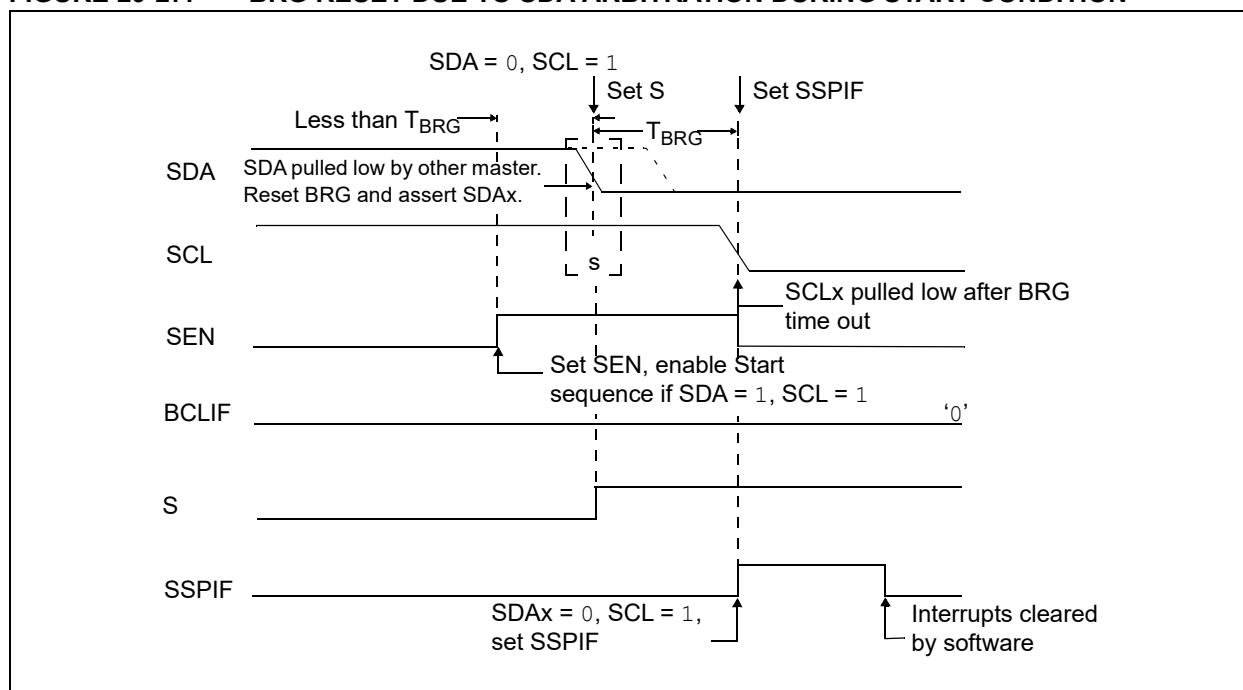 SDA = 0, SCL = 1
Set S
Set SSPIF
Less than TBRG
TBRG
SDA
SDA pulled low by other master.
Reset BRG and assert SDAx.
SCL
s
SCLx pulled low after BRG
time out
SEN
Set SEN, enable Start
sequence if SDA = 1, SCL = 1
BCLIF
‘0’
S
SSPIF
SDAx = 0, SCL = 1,
set SSPIF
Interrupts cleared
by software